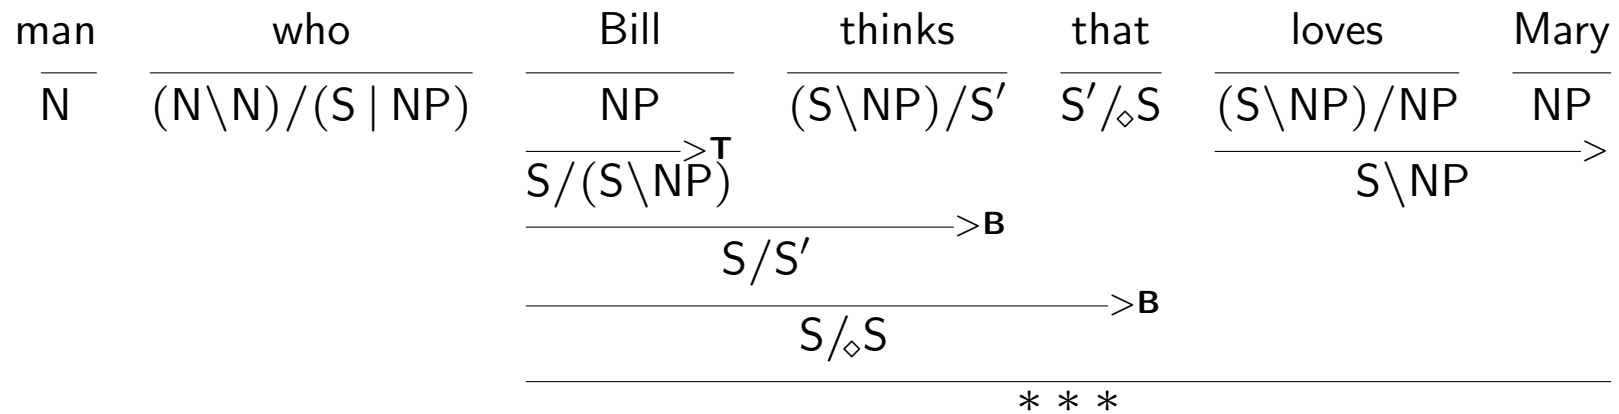 man who Bill thinks that loves Mary
N (N\N)/(S | NP) NP (S\NP)/S′ S′/⋄S (S\NP)/NP NP
>T >
S/(S\NP) S\NP
>B
S/S′
>B
S/⋄S
* * *